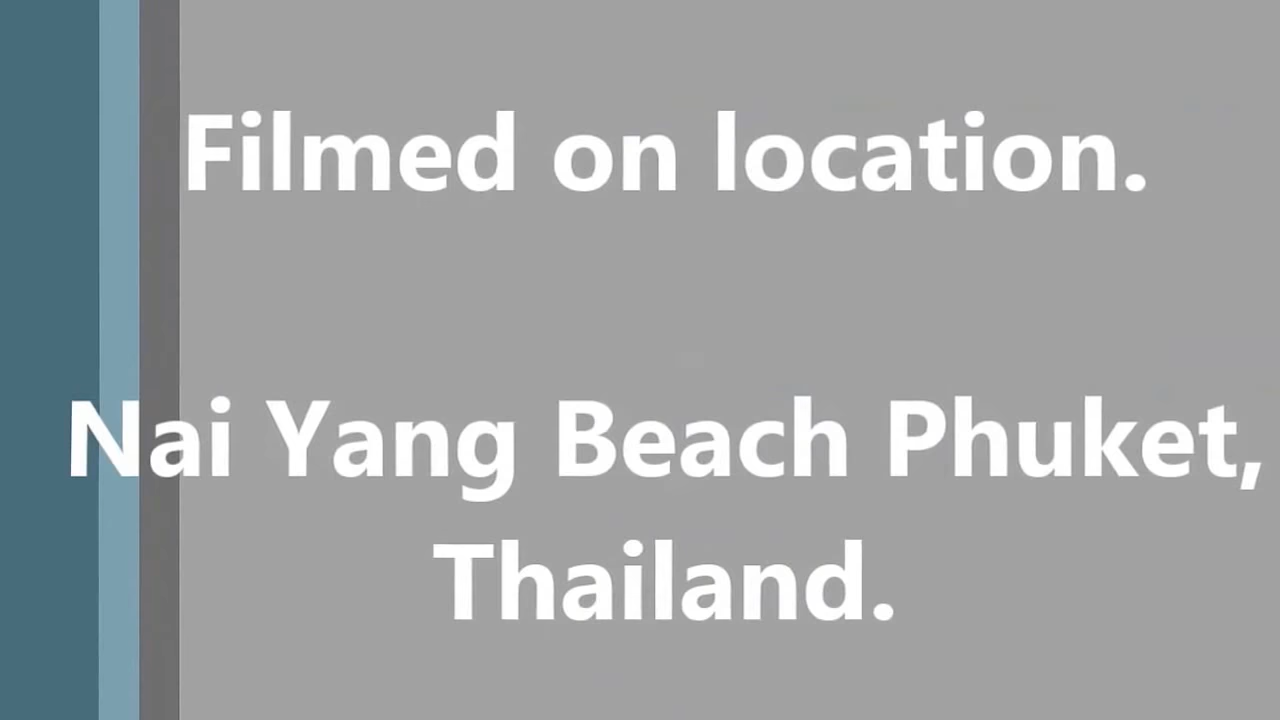 Filmed on location.
Nai Yang Beach Phuket,
Thailand.